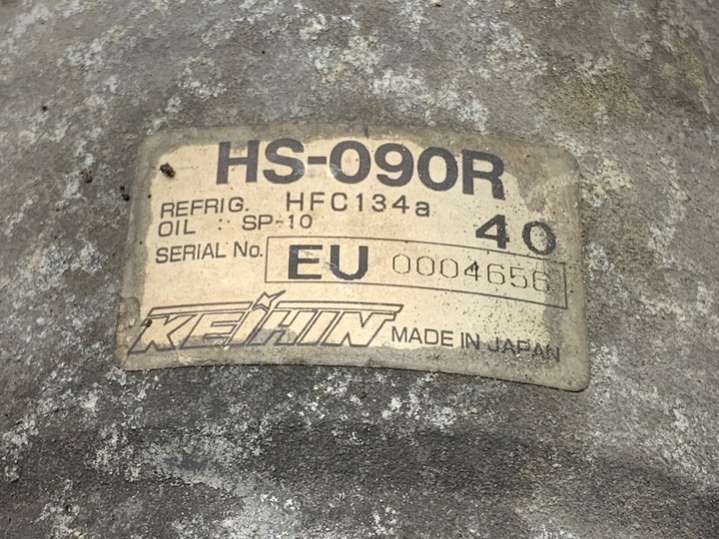 HS-090R
REFRIG. HFC134a
OIL : SP-10 40
SERIAL No. EU 0004656
KEIHIN MADE IN JAPAN